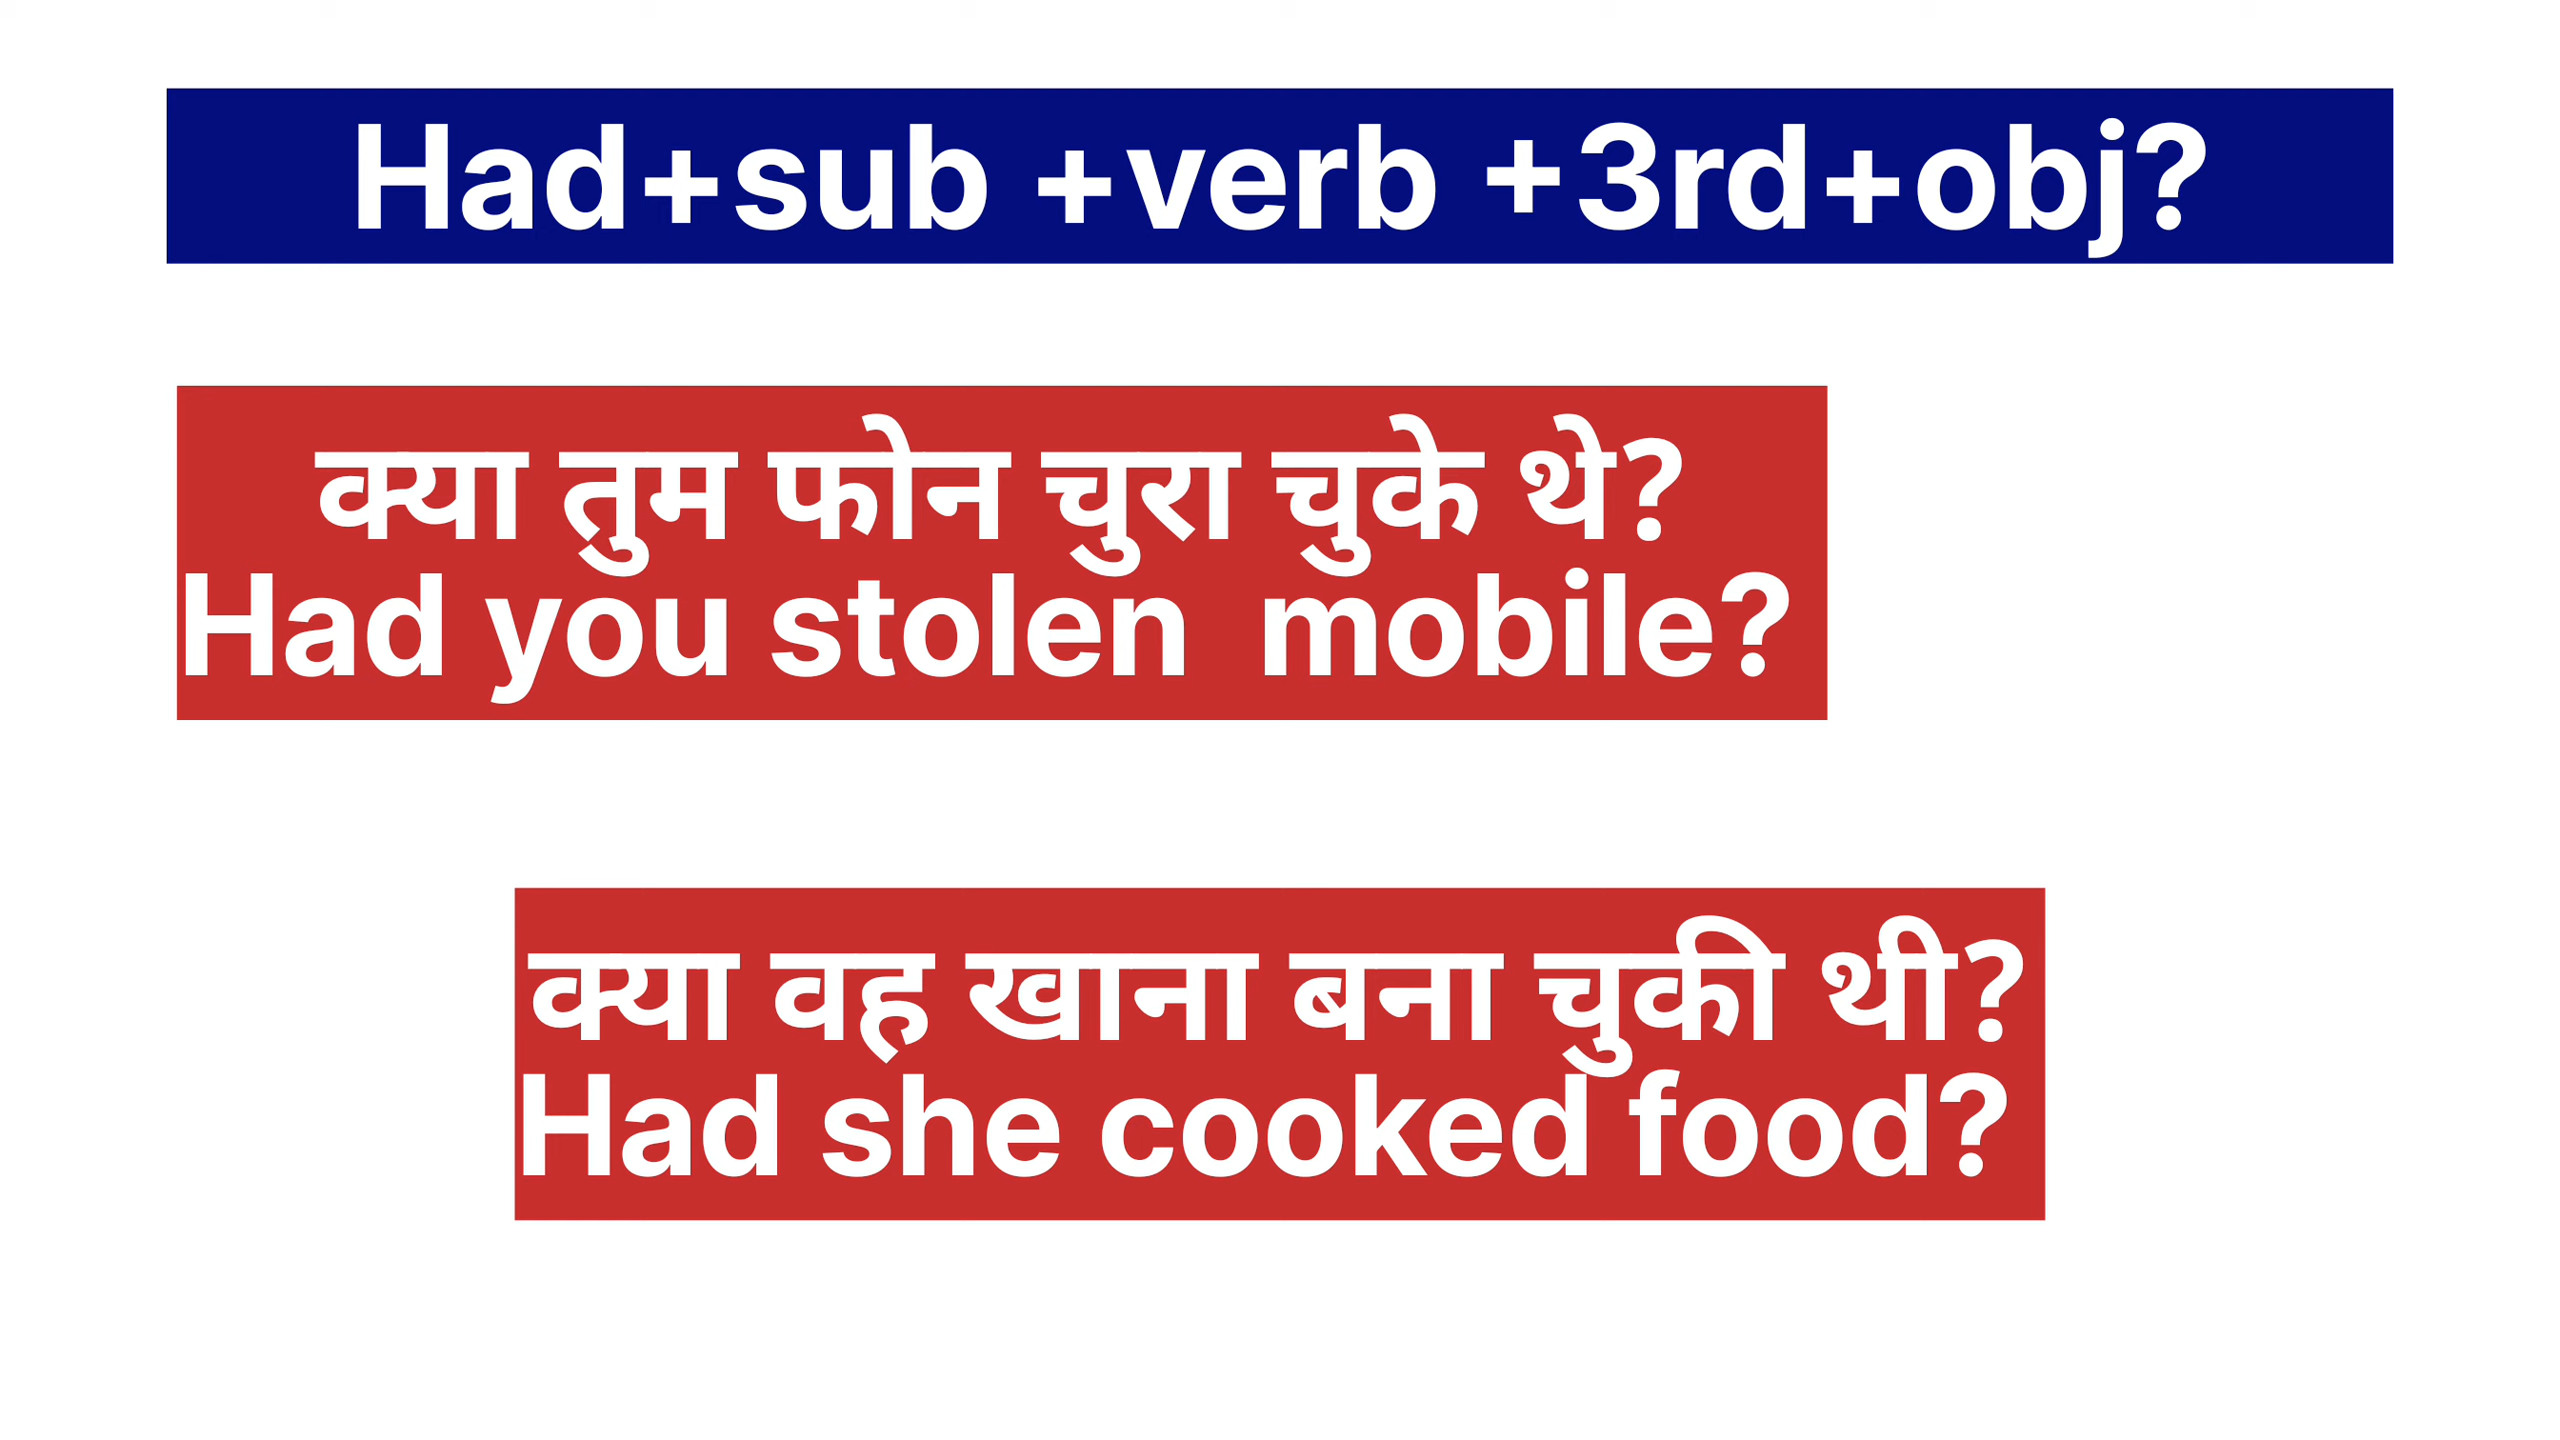 Had+sub +verb +3rd+obj?
क्या तुम फोन चुरा चुके थे?
Had you stolen  mobile?
क्या वह खाना बना चुकी थी?
Had she cooked food?